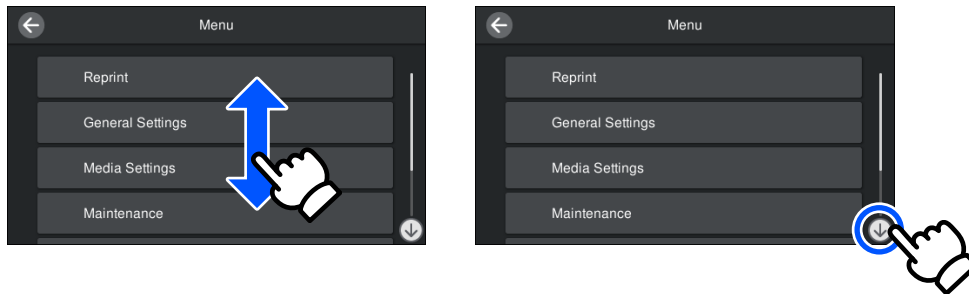 Menu
Reprint
General Settings
Media Settings
Maintenance
Menu
Reprint
General Settings
Media Settings
Maintenance